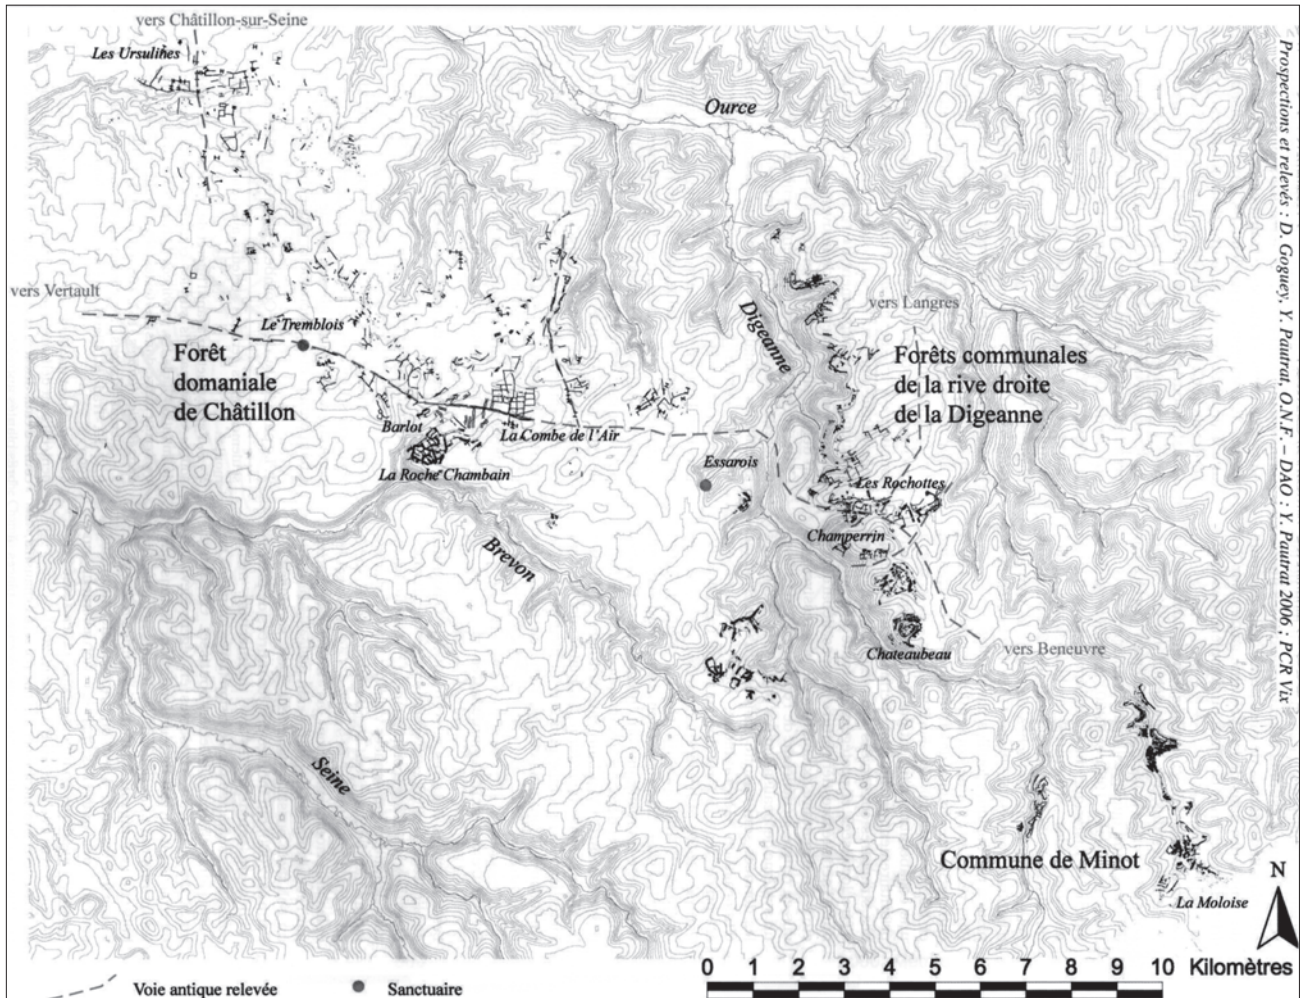 vers Châtillon-sur-Seine
Les Ursulines
Ource
Prospections et relevés : D. Goguey, Y. Pautrat, O.N.F. – DAO : Y. Pautrat 2006 ; PCR Vix
vers Vertault
Le Tremblois
Digeanne
vers Langres
Forêt
domaniale
de Châtillon
Forêts communales
de la rive droite
de la Digeanne
Barlot
La Combe de l'Air
La Roche Chambain
Essarois
Les Rochottes
Champerrin
Brevon
Chateaubeau
vers Beneuvre
Seine
Commune de Minot
La Moloise
N
0 1 2 3 4 5 6 7 8 9 10 Kilomètres
Voie antique relevée
Sanctuaire